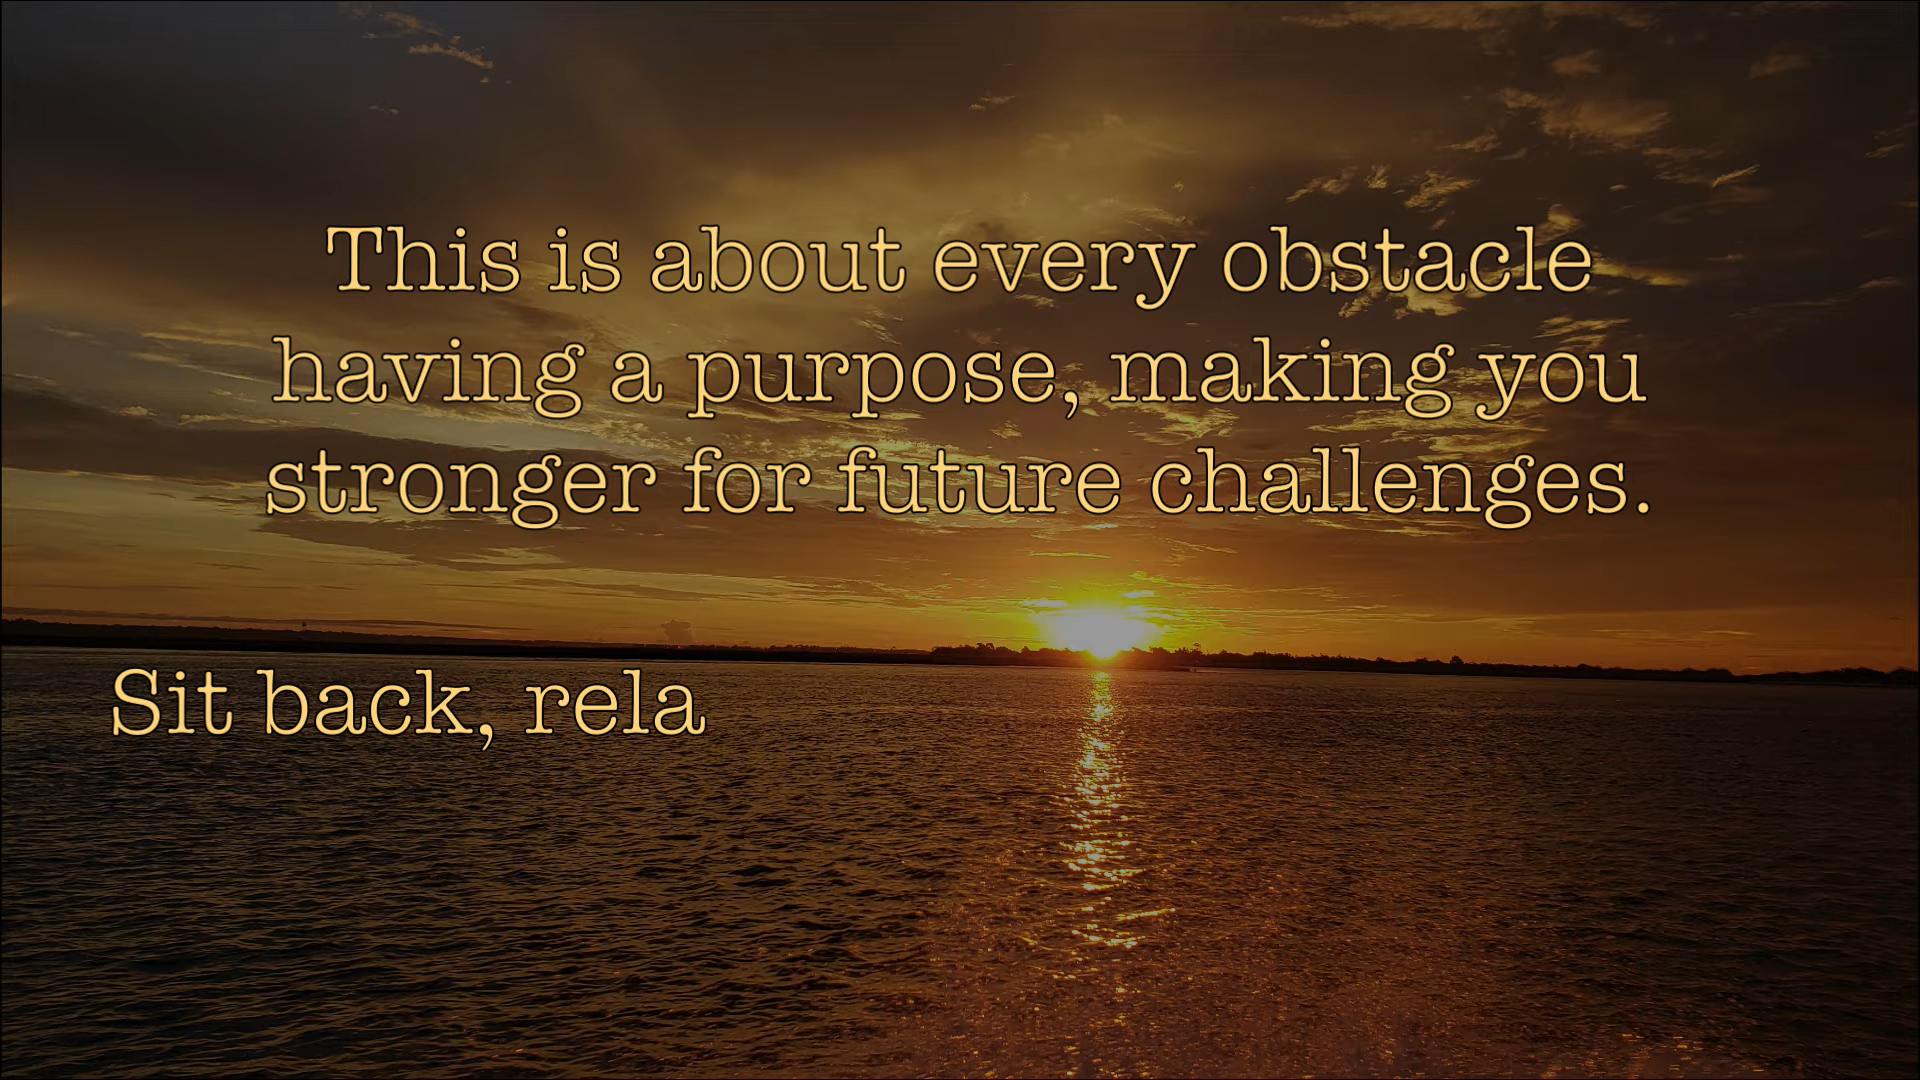 This is about every obstacle
having a purpose, making you
stronger for future challenges.
Sit back, rela